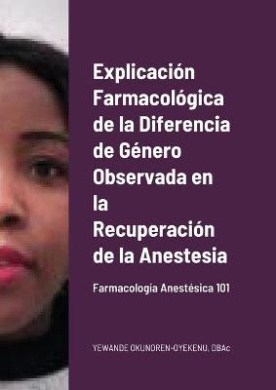 Explicación
Farmacológica
de la Diferencia
de Género
Observada en
la
Recuperación
de la Anestesia
Farmacología Anestésica 101
YEWANDE OKUNOREN-OYEKENU, DBAc